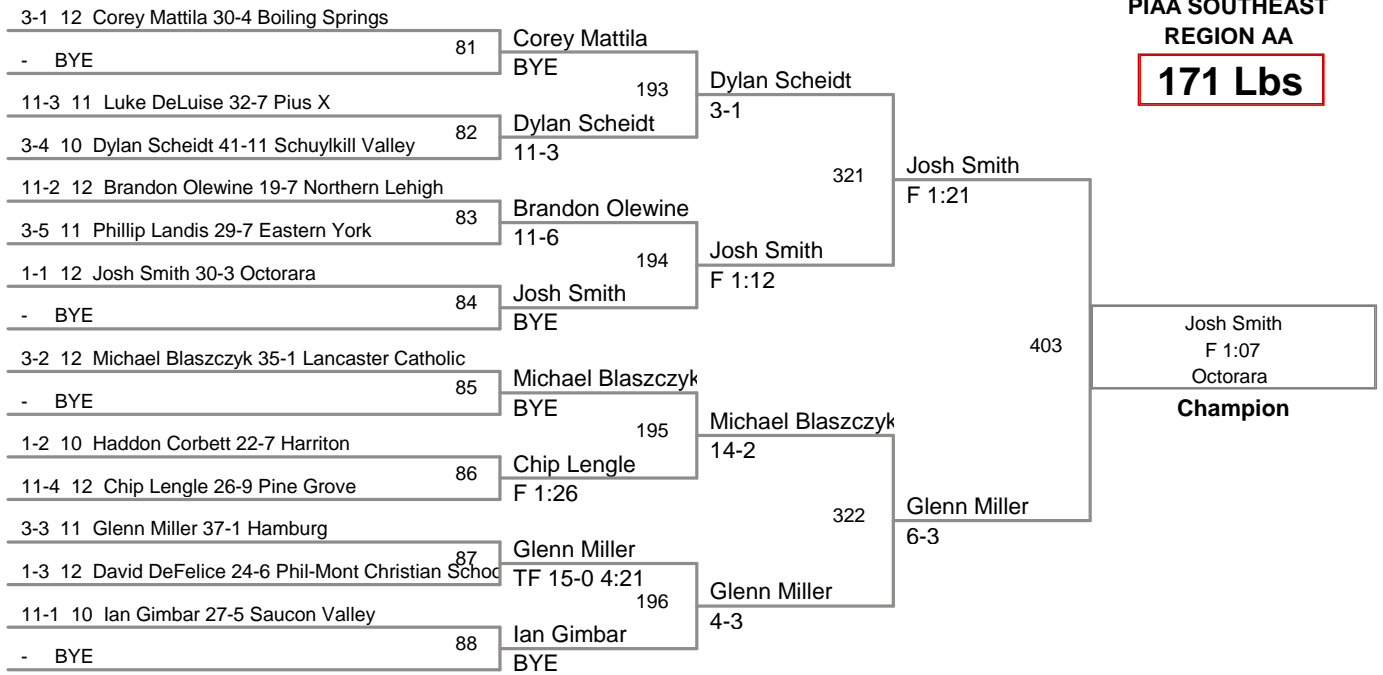 PIAA SOUTHEAST
REGION AA
171 Lbs
3-1 12 Corey Mattila 30-4 Boiling Springs
- BYE
11-3 11 Luke DeLuise 32-7 Pius X
3-4 10 Dylan Scheidt 41-11 Schuylkill Valley
11-2 12 Brandon Olewine 19-7 Northern Lehigh
3-5 11 Phillip Landis 29-7 Eastern York
1-1 12 Josh Smith 30-3 Octorara
- BYE
3-2 12 Michael Blaszczyk 35-1 Lancaster Catholic
- BYE
1-2 10 Haddon Corbett 22-7 Harriton
11-4 12 Chip Lengle 26-9 Pine Grove
3-3 11 Glenn Miller 37-1 Hamburg
1-3 12 David DeFelice 24-6 Phil-Mont Christian Schoo
11-1 10 Ian Gimbar 27-5 Saucon Valley
- BYE
81
82
83
84
85
86
87
88
Corey Mattila
BYE
Dylan Scheidt
11-3
Brandon Olewine
11-6
Josh Smith
BYE
Michael Blaszczyk
BYE
Chip Lengle
F 1:26
Glenn Miller
TF 15-0 4:21
Ian Gimbar
BYE
193
194
195
196
Dylan Scheidt
3-1
Josh Smith
F 1:12
Michael Blaszczyk
14-2
Glenn Miller
4-3
321
322
Josh Smith
F 1:21
Glenn Miller
6-3
403
Josh Smith
F 1:07
Octorara
Champion